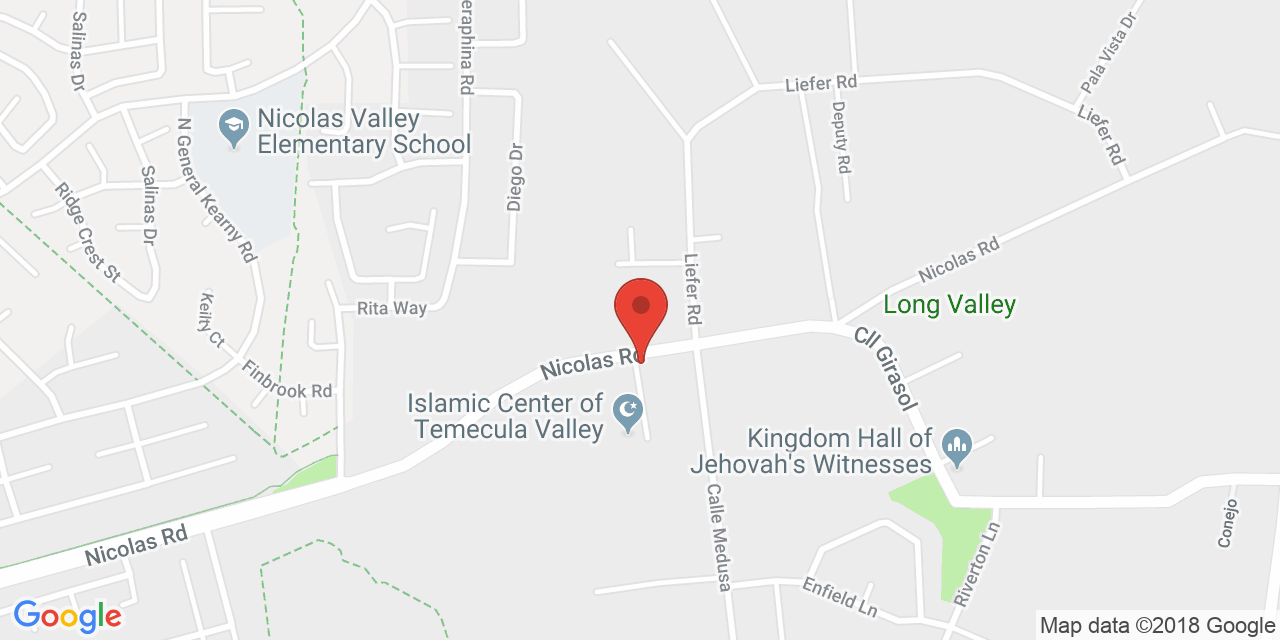 Salinas Dr
Seraphina Rd
Pala Vista Dr
Liefer Rd
Deputy Rd
Liefer Rd
Nicolas Valley
Elementary School
N General Kearny Rd
Diego Dr
Salinas Dr
Ridge Crest St
Nicolas Rd
Liefer Rd
Long Valley
Keilty Ct
Rita Way
Nicolas Rd
Cll Girasol
Finbrook Rd
Islamic Center of
Temecula Valley
Kingdom Hall of
Jehovah's Witnesses
Calle Medusa
Conejo
Nicolas Rd
Riverton Ln
Enfield Ln
Google
Map data ©2018 Google